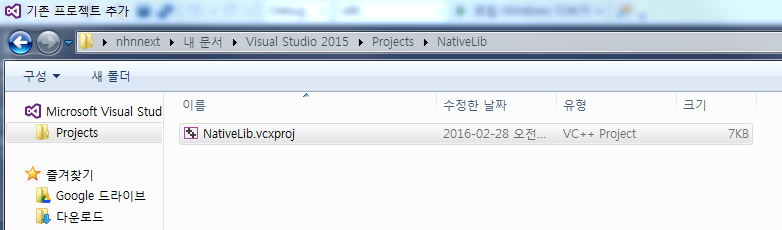 기존 프로젝트 추가
nhnnext ▸ 내 문서 ▸ Visual Studio 2015 ▸ Projects ▸ NativeLib
구성 새 폴더
Microsoft Visual Stud
Projects
즐겨찾기
Google 드라이브
다운로드
이름 수정한 날짜 유형 크기
NativeLib.vcxproj 2016-02-28 오전... VC++ Project 7KB